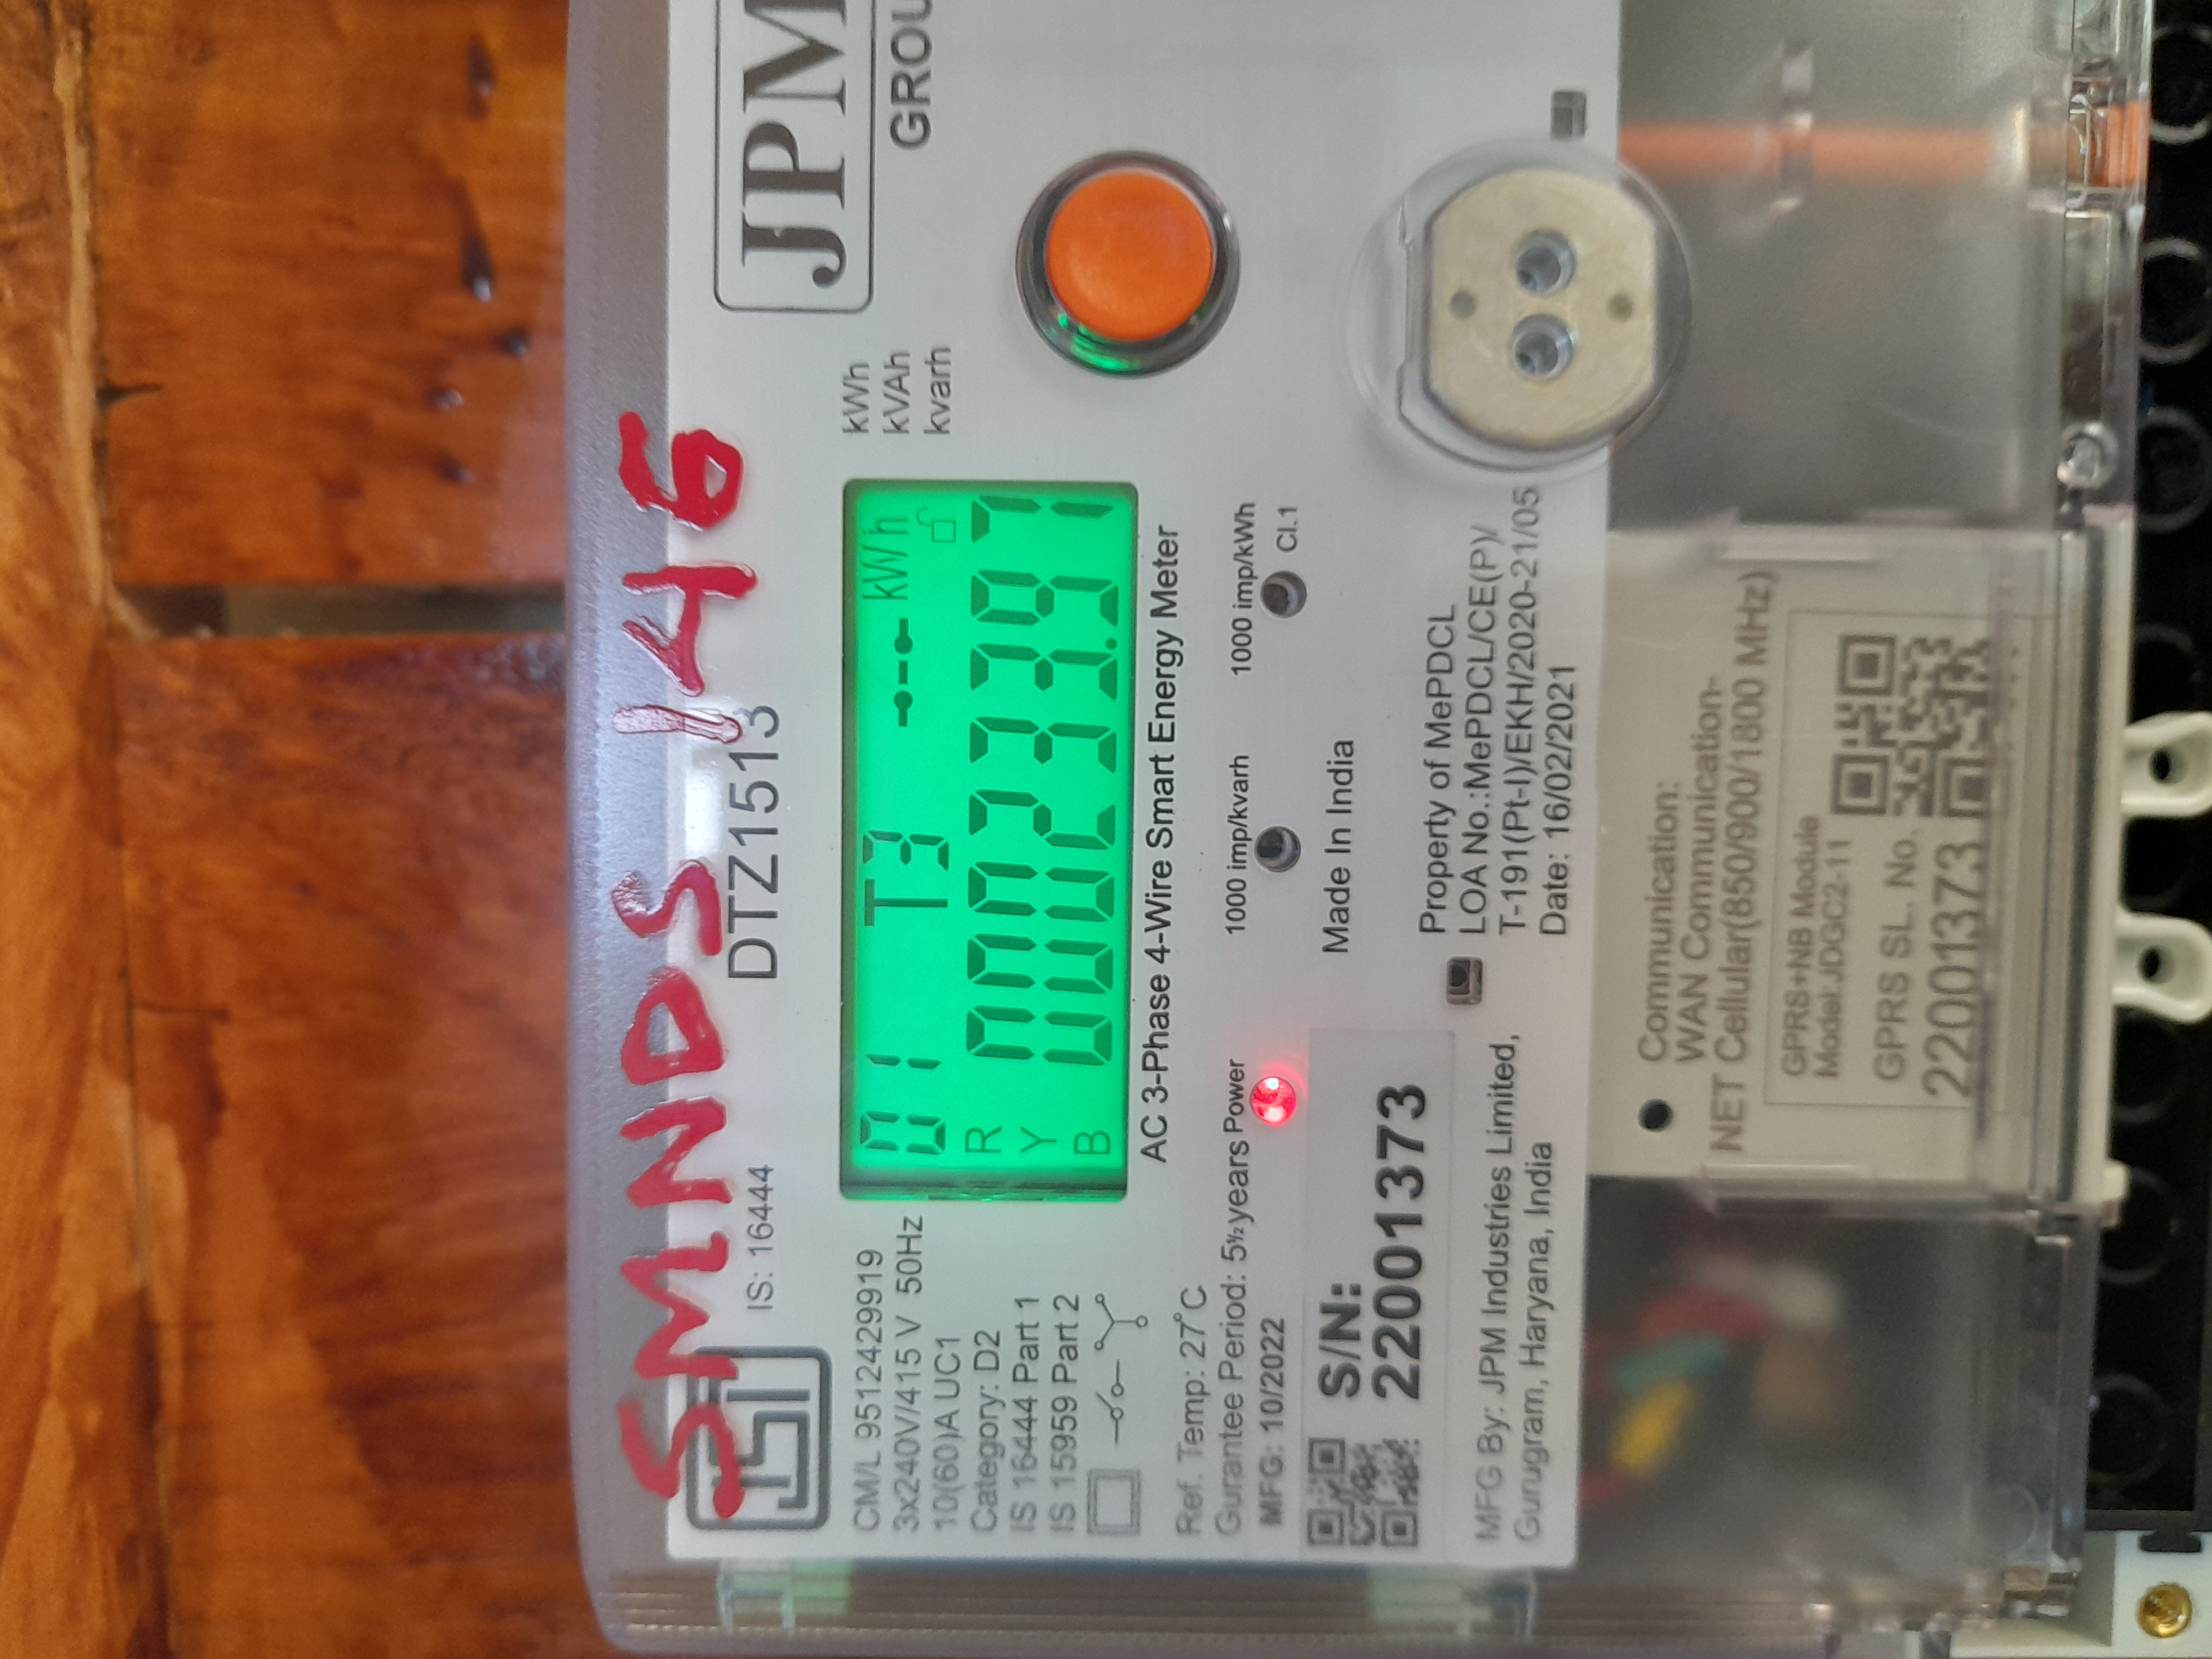 SMNDS 146
IS: 16444
DTZ1513
JPM
CM/L 9512429919
3x240V/415 V 50Hz
10(60)A UC1
Category: D2
IS 16444 Part 1
IS 15959 Part 2
01 T3 kWh
R
Y
B
kWh
kVAh
kvarh
AC 3-Phase 4-Wire Smart Energy Meter
Ref. Temp: 27°C
Gurantee Period: 5½years
MFG: 10/2022
Power
1000 imp/kvarh
1000 imp/kWh
Cl.1
Made In India
S/N:
22001373
Property of MePDCL
LOA No.:MePDCL/CE(P)/
T-191(Pt-I)/EKH/2020-21/05
Date: 16/02/2021
MFG By: JPM Industries Limited,
Gurugram, Haryana, India
Communication:
WAN Communication-
NET Cellular(850/900/1800 MHz)
GPRS+NB Module
Model:JDGC2-11
GPRS SL. No.
22001373